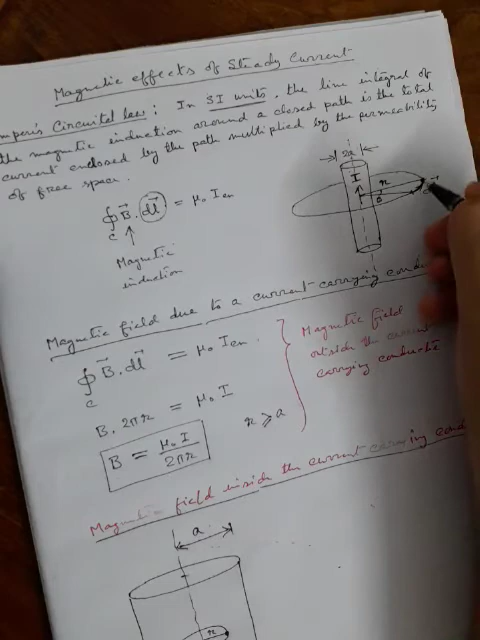 Magnetic effects of Steady Current
mpere's Circuital law : In SI units, the line integral of
the magnetic induction around a closed path is the total
current enclosed by the path multiplied by the permeability
of free space.
2a
I
r
∮c B⃗.dl⃗ = μ₀ Ien
Magnetic
induction
Magnetic field due to a current carrying condu
∮c B⃗.dl⃗ = μ₀ Ien.
B. 2πr = μ₀ I
r ≥ a
B = μ₀ I / 2πr
Magnetic field
outside the current
carrying conductor
Magnetic field inside the current carrying cond
a
r